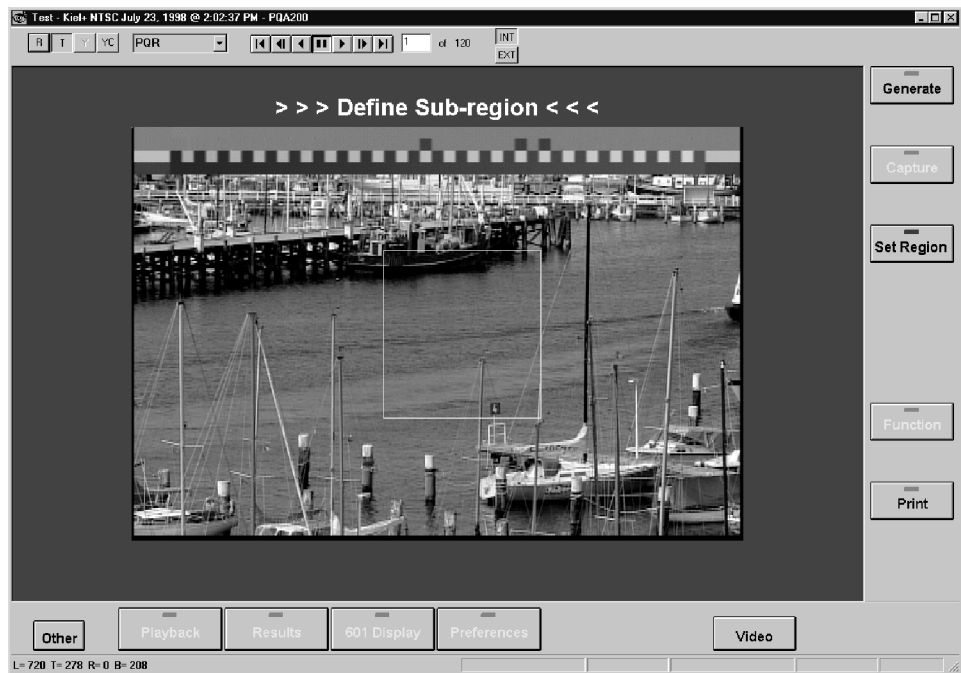 Test - Kiel+ NTSC July 23, 1998 @ 2:02:37 PM - PQA200
R T Y YC PQR 1 of 120 INT
EXT
> > > Define Sub-region < < <
Generate
Capture
Set Region
Function
Print
Other Playback Results 601 Display Preferences Video
L= 720 T= 278 R= 0 B= 208